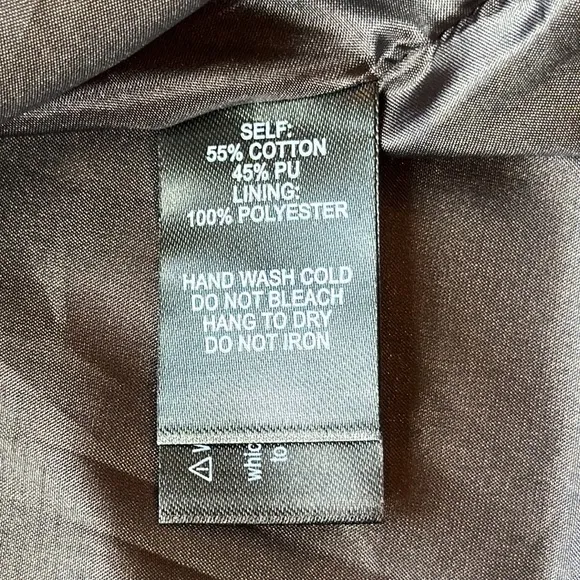 SELF:
55% COTTON
45% PU
LINING:
100% POLYESTER
HAND WASH COLD
DO NOT BLEACH
HANG TO DRY
DO NOT IRON